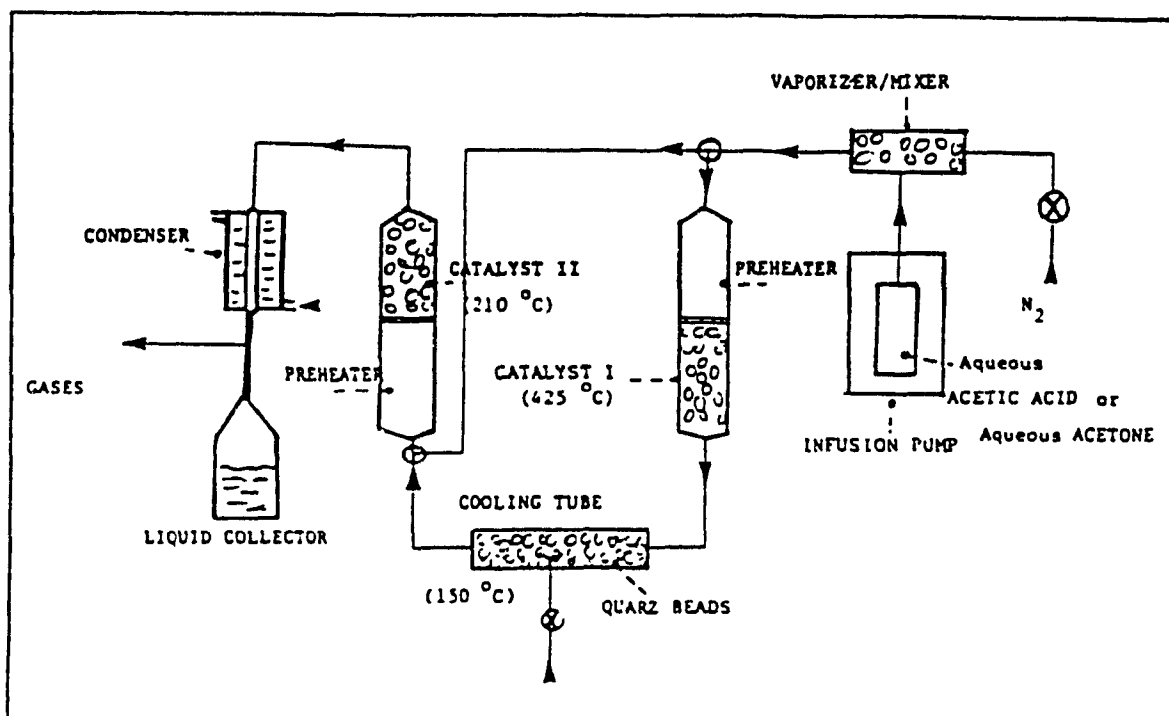 VAPORIZER/MIXER
CONDENSER
CATALYST II
(210 °C)
PREHEATER
N2
PREHEATER
CATALYST I
(425 °C)
Aqueous
ACETIC ACID or
Aqueous ACETONE
GASES
INFUSION PUMP
COOLING TUBE
LIQUID COLLECTOR
(150 °C)
QUARZ BEADS